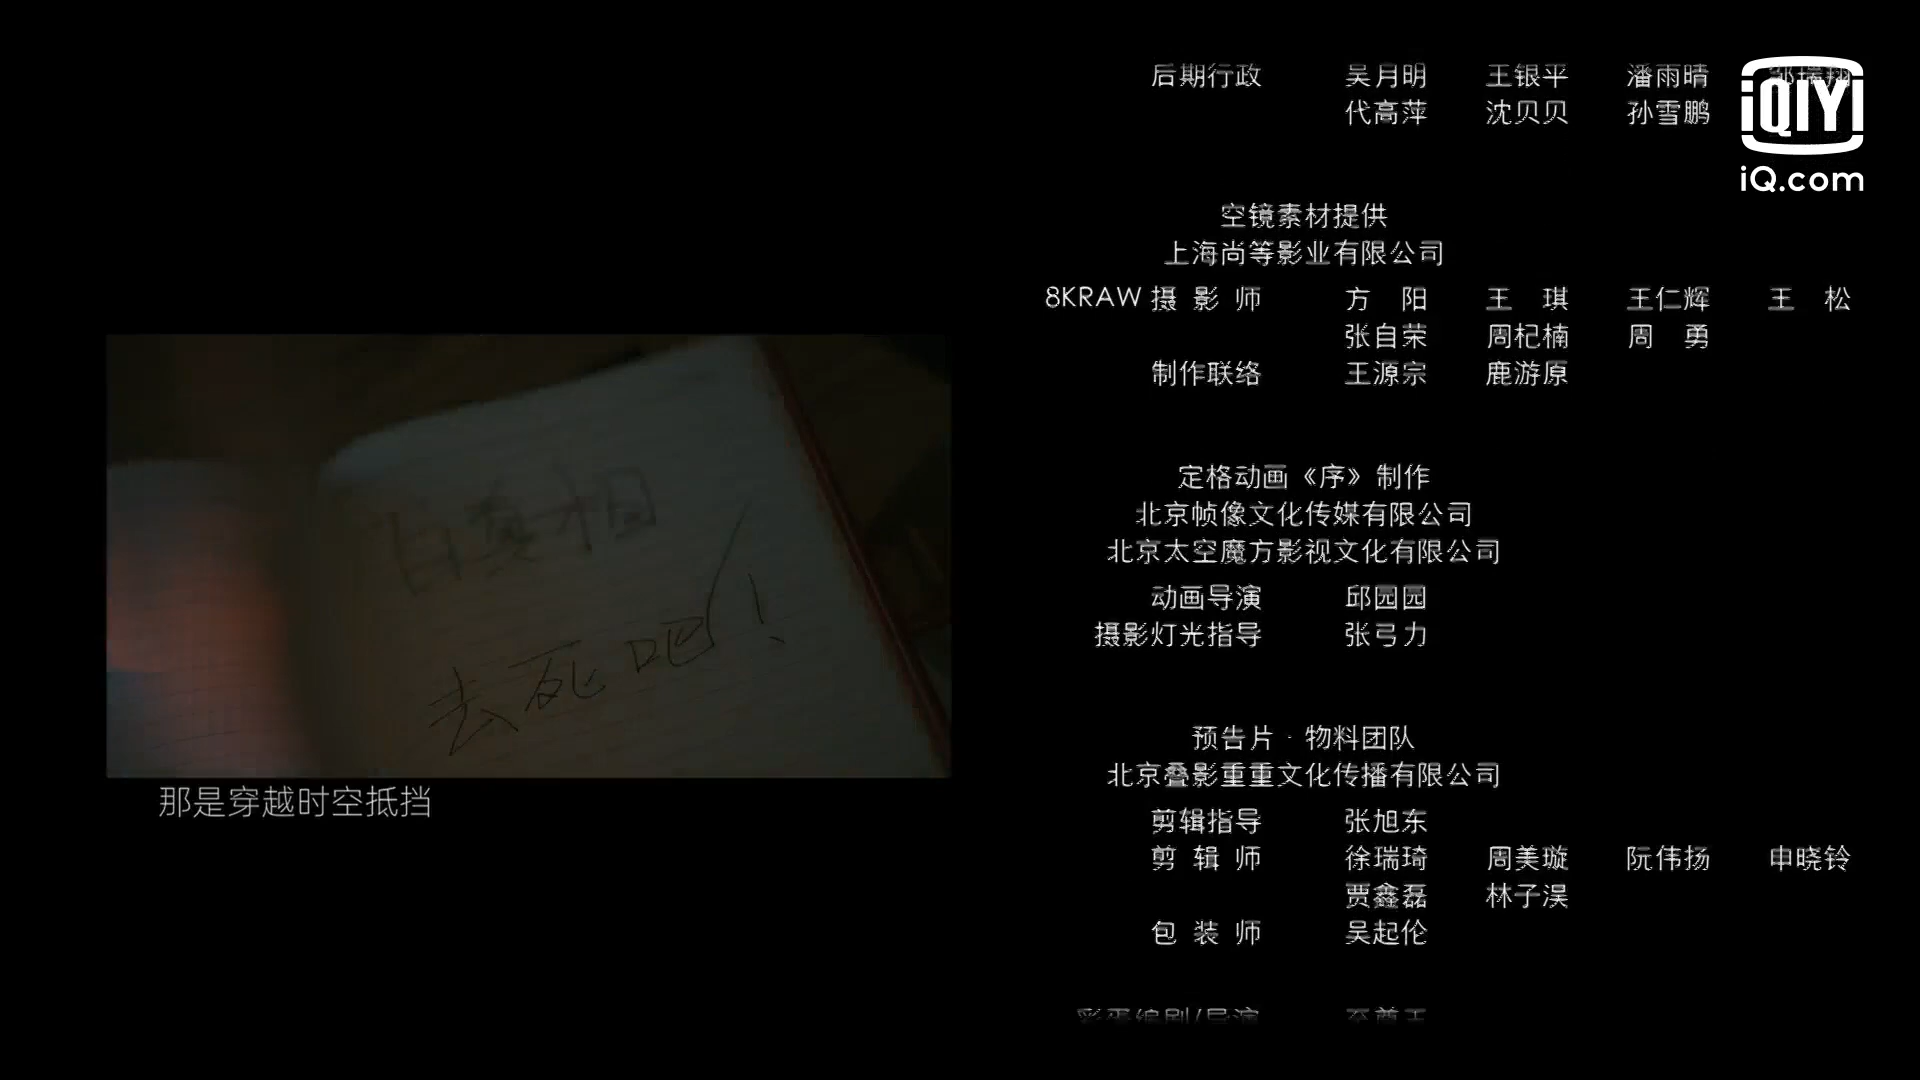 后期行政 吴月明 王银平 潘雨晴
代高萍 沈贝贝 孙雪鹏
iQIYI
iQ.com
空镜素材提供
上海尚等影业有限公司
8KRAW 摄影师 方阳 王琪 王仁辉 王松
张自荣 周杞楠 周勇
制作联络 王源宗 鹿游原
定格动画《序》制作
北京帧像文化传媒有限公司
北京太空魔方影视文化有限公司
动画导演 邱园园
摄影灯光指导 张弓力
预告片·物料团队
北京叠影重重文化传播有限公司
剪辑指导 张旭东
剪辑师 徐瑞琦 周美璇 阮伟扬 申晓铃
贾鑫磊 林子淏
包装师 吴起伦
彩蛋编剧/导演
真相
去死吧!
那是穿越时空抵挡